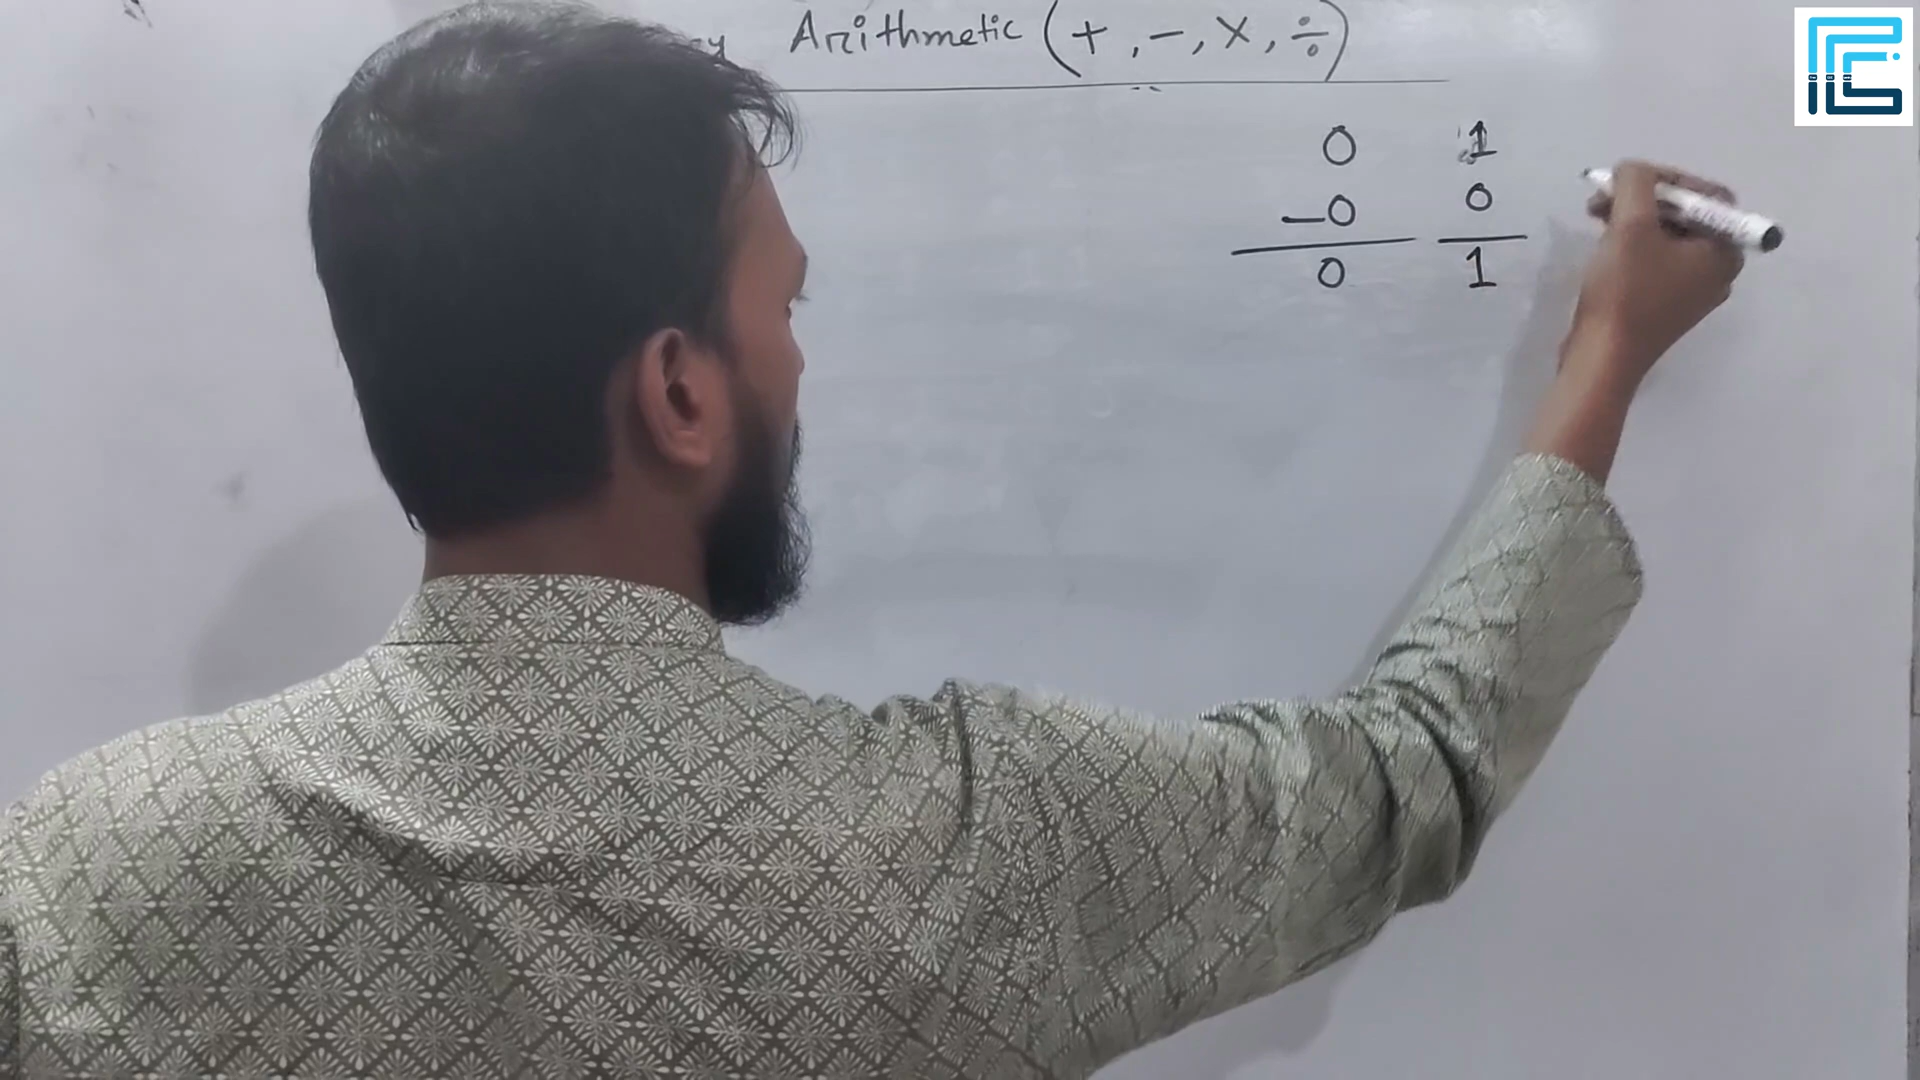 Arithmetic (+, -, ×, ÷)
0 1
-0 0
0 1